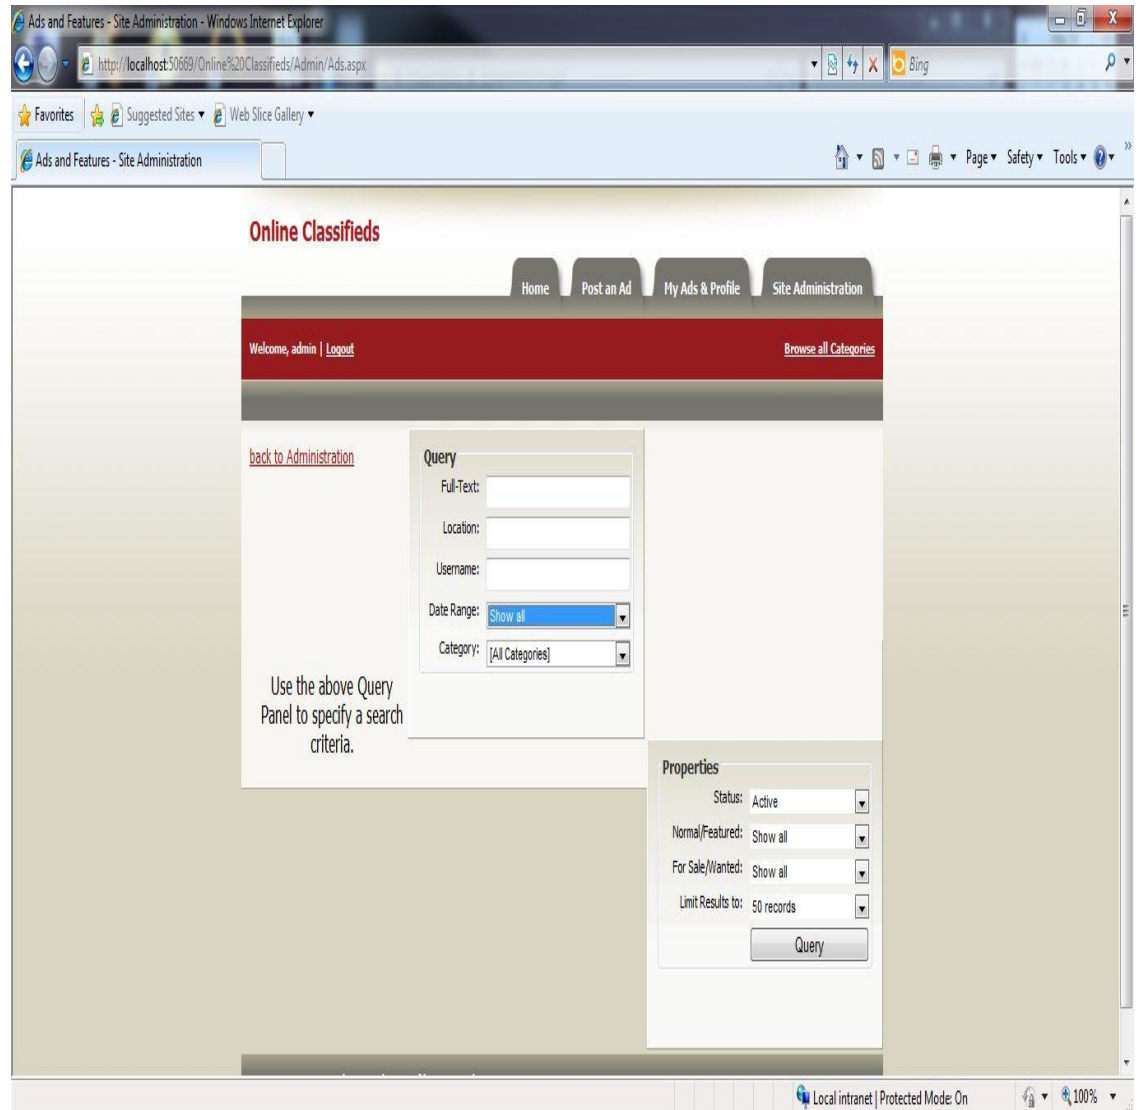 Ads and Features - Site Administration - Windows Internet Explorer
http://localhost:50669/Online%20Classifieds/Admin/Ads.aspx
Bing
Favorites Suggested Sites Web Slice Gallery
Ads and Features - Site Administration
Page Safety Tools
Online Classifieds
Home Post an Ad My Ads & Profile Site Administration
Welcome, admin | Logout
Browse all Categories
back to Administration
Query
Full-Text:
Location:
Username:
Date Range: Show all
Category: [All Categories]
Use the above Query
Panel to specify a search
criteria.
Properties
Status: Active
Normal/Featured: Show all
For Sale/Wanted: Show all
Limit Results to: 50 records
Query
Local intranet | Protected Mode: On
100%